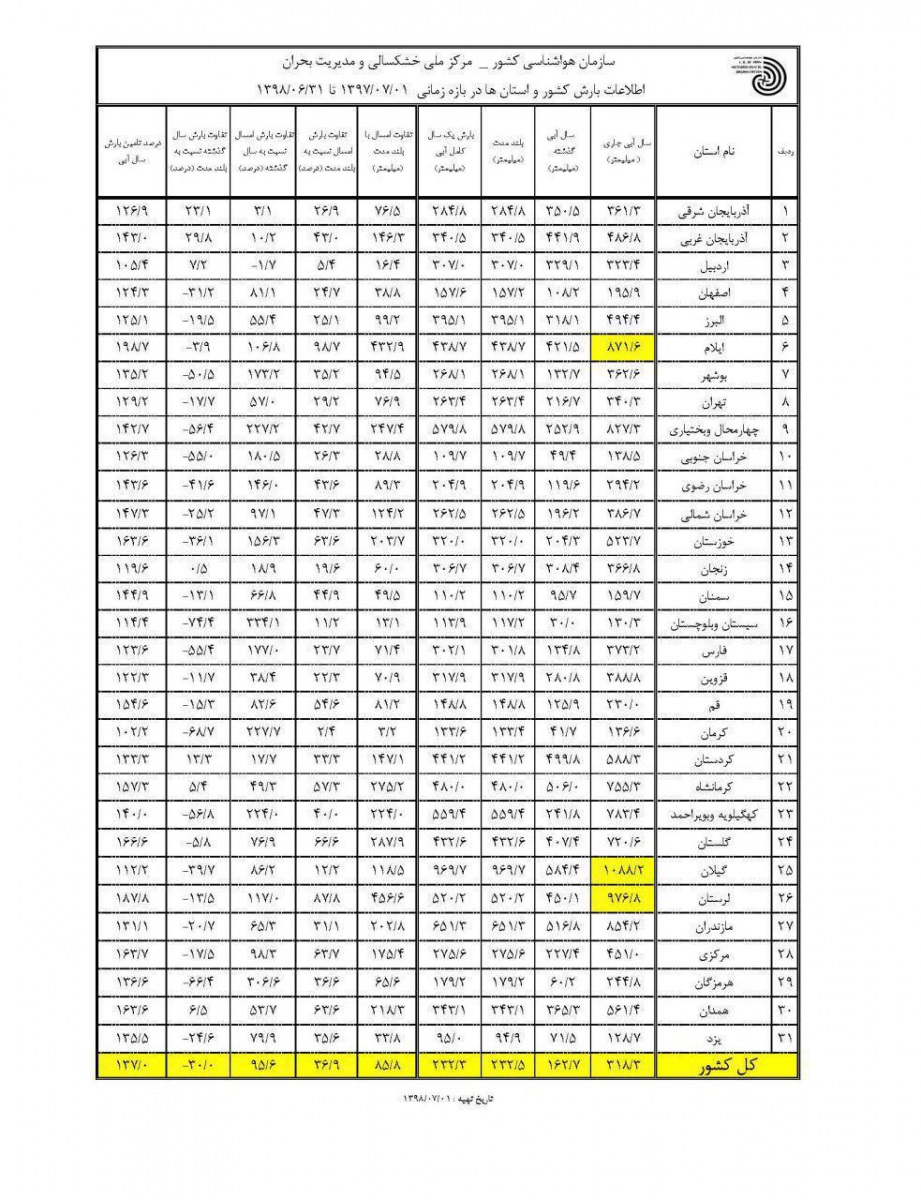 سازمان هواشناسی کشور _ مرکز ملی خشکسالی و مدیریت بحران
اطلاعات بارش کشور و استان ها در بازه زمانی ۱۳۹۷/۰۷/۰۱ تا ۱۳۹۸/۰۶/۳۱
ردیف
نام استان
سال آبی جاری
(میلیمتر)
سال آبی
گذشته
(میلیمتر)
بلند مدت
(میلیمتر)
بارش یک سال
کامل آبی
(میلیمتر)
تفاوت امسال با
بلند مدت
(میلیمتر)
تفاوت بارش
امسال نسبت به
بلند مدت (درصد)
تفاوت بارش امسال
نسبت به سال
گذشته (درصد)
تفاوت بارش سال
گذشته نسبت به
بلند مدت (درصد)
درصد تامین بارش
سال آبی
۱ آذربایجان شرقی ۳۶۱/۳ ۳۵۰/۵ ۲۸۴/۸ ۲۸۴/۸ ۷۶/۵ ۲۶/۹ ۳/۱ ۲۳/۱ ۱۲۶/۹
۲ آذربایجان غربی ۴۸۶/۸ ۴۴۱/۹ ۳۴۰/۵ ۳۴۰/۵ ۱۴۶/۳ ۴۳/۰ ۱۰/۲ ۲۹/۸ ۱۴۳/۰
۳ اردبیل ۳۲۳/۴ ۳۲۹/۱ ۳۰۷/۰ ۳۰۷/۰ ۱۶/۴ ۵/۴ -۱/۷ ۷/۲ ۱۰۵/۴
۴ اصفهان ۱۹۵/۹ ۱۰۸/۲ ۱۵۷/۲ ۱۵۷/۶ ۳۸/۸ ۲۴/۷ ۸۱/۱ -۳۱/۲ ۱۲۴/۳
۵ البرز ۴۹۴/۴ ۳۱۸/۱ ۳۹۵/۱ ۳۹۵/۱ ۹۹/۲ ۲۵/۱ ۵۵/۴ -۱۹/۵ ۱۲۵/۱
۶ ایلام ۸۷۱/۶ ۴۲۱/۵ ۴۳۸/۷ ۴۳۸/۷ ۴۳۲/۹ ۹۸/۷ ۱۰۶/۸ -۳/۹ ۱۹۸/۷
۷ بوشهر ۳۶۲/۶ ۱۳۲/۷ ۲۶۸/۱ ۲۶۸/۱ ۹۴/۵ ۳۵/۲ ۱۷۳/۲ -۵۰/۵ ۱۳۵/۲
۸ تهران ۳۴۰/۳ ۲۱۶/۷ ۲۶۳/۴ ۲۶۳/۴ ۷۶/۹ ۲۹/۲ ۵۷/۰ -۱۷/۷ ۱۲۹/۲
۹ چهارمحال وبختیاری ۸۲۷/۳ ۲۵۲/۹ ۵۷۹/۸ ۵۷۹/۸ ۲۴۷/۴ ۴۲/۷ ۲۲۷/۲ -۵۶/۴ ۱۴۲/۷
۱۰ خراسان جنوبی ۱۳۸/۵ ۴۹/۴ ۱۰۹/۷ ۱۰۹/۷ ۲۸/۸ ۲۶/۳ ۱۸۰/۵ -۵۵/۰ ۱۲۶/۳
۱۱ خراسان رضوی ۲۹۴/۲ ۱۱۹/۶ ۲۰۴/۹ ۲۰۴/۹ ۸۹/۳ ۴۳/۶ ۱۴۶/۰ -۴۱/۶ ۱۴۳/۶
۱۲ خراسان شمالی ۳۸۶/۷ ۱۹۶/۲ ۲۶۲/۵ ۲۶۲/۵ ۱۲۴/۲ ۴۷/۳ ۹۷/۱ -۲۵/۲ ۱۴۷/۳
۱۳ خوزستان ۵۲۳/۷ ۲۰۴/۳ ۳۲۰/۰ ۳۲۰/۰ ۲۰۳/۷ ۶۳/۶ ۱۵۶/۳ -۳۶/۱ ۱۶۳/۶
۱۴ زنجان ۳۶۶/۸ ۳۰۸/۴ ۳۰۶/۷ ۳۰۶/۷ ۶۰/۰ ۱۹/۶ ۱۸/۹ ۰/۵ ۱۱۹/۶
۱۵ سمنان ۱۵۹/۷ ۹۵/۷ ۱۱۰/۲ ۱۱۰/۲ ۴۹/۵ ۴۴/۹ ۶۶/۸ -۱۳/۱ ۱۴۴/۹
۱۶ سیستان وبلوچستان ۱۳۰/۳ ۳۰/۰ ۱۱۷/۲ ۱۱۳/۹ ۱۳/۱ ۱۱/۲ ۳۳۴/۱ -۷۴/۴ ۱۱۴/۴
۱۷ فارس ۳۷۳/۲ ۱۳۴/۸ ۳۰۱/۸ ۳۰۲/۱ ۷۱/۴ ۲۳/۷ ۱۷۷/۰ -۵۵/۴ ۱۲۳/۶
۱۸ قزوین ۳۸۸/۸ ۲۸۰/۸ ۳۱۷/۹ ۳۱۷/۹ ۷۰/۹ ۲۲/۳ ۳۸/۴ -۱۱/۷ ۱۲۲/۳
۱۹ قم ۲۳۰/۰ ۱۲۵/۹ ۱۴۸/۸ ۱۴۸/۸ ۸۱/۲ ۵۴/۶ ۸۲/۶ -۱۵/۳ ۱۵۴/۶
۲۰ کرمان ۱۳۶/۶ ۴۱/۷ ۱۳۳/۴ ۱۳۳/۶ ۳/۲ ۲/۴ ۲۲۷/۷ -۶۸/۷ ۱۰۲/۲
۲۱ کردستان ۵۸۸/۳ ۴۹۹/۸ ۴۴۱/۲ ۴۴۱/۲ ۱۴۷/۱ ۳۳/۳ ۱۷/۷ ۱۳/۳ ۱۳۳/۳
۲۲ کرمانشاه ۷۵۵/۳ ۵۰۶/۰ ۴۸۰/۰ ۴۸۰/۰ ۲۷۵/۲ ۵۷/۳ ۴۹/۳ ۵/۴ ۱۵۷/۳
۲۳ کهگیلویه وبویراحمد ۷۸۳/۴ ۲۴۱/۸ ۵۵۹/۴ ۵۵۹/۴ ۲۲۴/۰ ۴۰/۰ ۲۲۴/۰ -۵۶/۸ ۱۴۰/۰
۲۴ گلستان ۷۲۰/۶ ۴۰۷/۴ ۴۳۲/۶ ۴۳۲/۶ ۲۸۷/۹ ۶۶/۶ ۷۶/۹ -۵/۸ ۱۶۶/۶
۲۵ گیلان ۱۰۸۸/۲ ۵۸۴/۴ ۹۶۹/۷ ۹۶۹/۷ ۱۱۸/۵ ۱۲/۲ ۸۶/۲ -۳۹/۷ ۱۱۲/۲
۲۶ لرستان ۹۷۶/۸ ۴۵۰/۱ ۵۲۰/۲ ۵۲۰/۲ ۴۵۶/۶ ۸۷/۸ ۱۱۷/۰ -۱۳/۵ ۱۸۷/۸
۲۷ مازندران ۸۵۴/۲ ۵۱۶/۸ ۶۵۱/۳ ۶۵۱/۳ ۲۰۲/۸ ۳۱/۱ ۶۵/۳ -۲۰/۷ ۱۳۱/۱
۲۸ مرکزی ۴۵۱/۰ ۲۲۷/۴ ۲۷۵/۶ ۲۷۵/۶ ۱۷۵/۴ ۶۳/۷ ۹۸/۳ -۱۷/۵ ۱۶۳/۷
۲۹ هرمزگان ۲۴۴/۸ ۶۰/۲ ۱۷۹/۲ ۱۷۹/۲ ۶۵/۶ ۳۶/۶ ۳۰۶/۶ -۶۶/۴ ۱۳۶/۶
۳۰ همدان ۵۶۱/۴ ۳۶۵/۳ ۳۴۳/۱ ۳۴۳/۱ ۲۱۸/۳ ۶۳/۶ ۵۳/۷ ۶/۵ ۱۶۳/۶
۳۱ یزد ۱۲۸/۷ ۷۱/۵ ۹۴/۹ ۹۵/۰ ۳۳/۸ ۳۵/۶ ۷۹/۹ -۲۴/۶ ۱۳۵/۵
کل کشور ۳۱۸/۳ ۱۶۲/۷ ۲۳۲/۵ ۲۳۲/۳ ۸۵/۸ ۳۶/۹ ۹۵/۶ -۳۰/۰ ۱۳۷/۰
تاریخ تهیه : ۱۳۹۸/۰۷/۰۱